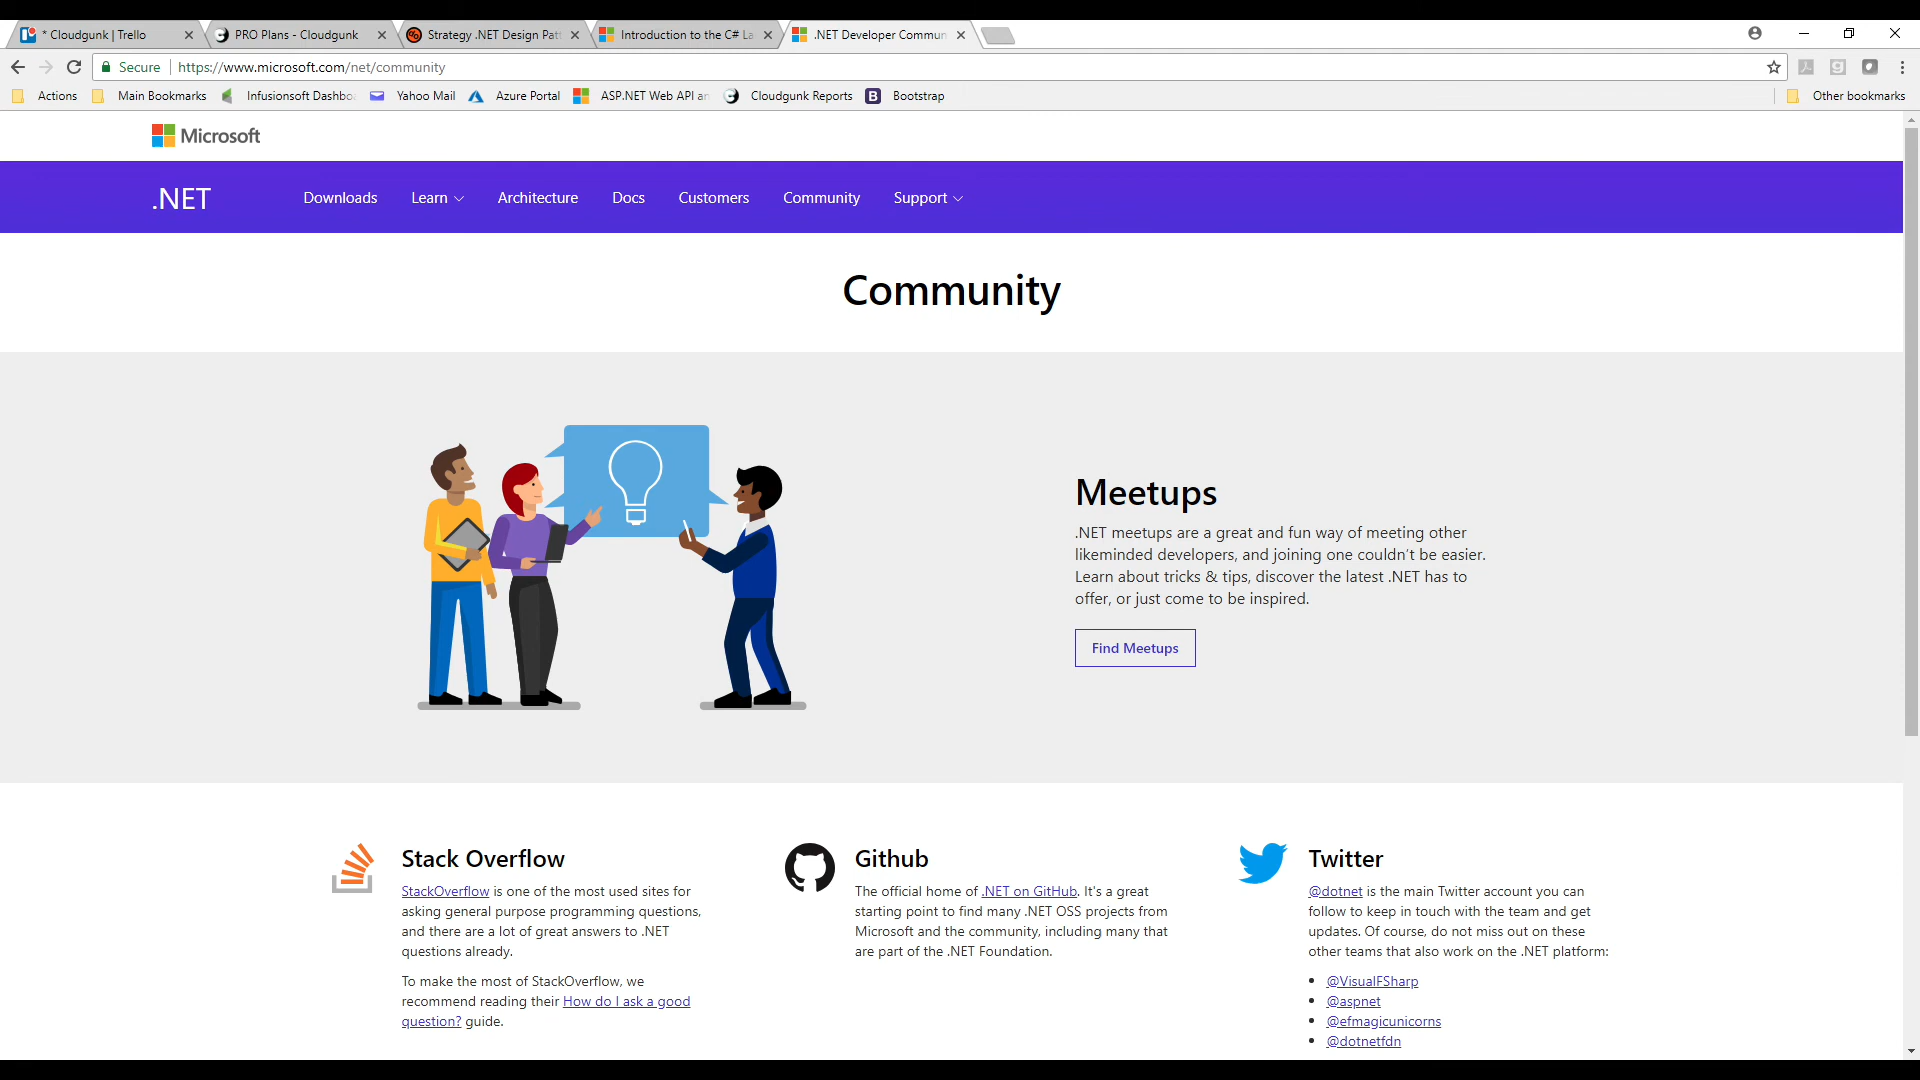 * Cloudgunk | Trello
PRO Plans - Cloudgunk
Strategy .NET Design Pat
Introduction to the C# La
.NET Developer Commun
Secure
https://www.microsoft.com/net/community
Actions
Main Bookmarks
Infusionsoft Dashbo
Yahoo Mail
Azure Portal
ASP.NET Web API an
Cloudgunk Reports
Bootstrap
Other bookmarks
Microsoft
.NET
Downloads
Learn
Architecture
Docs
Customers
Community
Support
Community
Meetups
.NET meetups are a great and fun way of meeting other
likeminded developers, and joining one couldn't be easier.
Learn about tricks & tips, discover the latest .NET has to
offer, or just come to be inspired.
Find Meetups
Stack Overflow
StackOverflow is one of the most used sites for
asking general purpose programming questions,
and there are a lot of great answers to .NET
questions already.
To make the most of StackOverflow, we
recommend reading their How do I ask a good
question? guide.
Github
The official home of .NET on GitHub. It's a great
starting point to find many .NET OSS projects from
Microsoft and the community, including many that
are part of the .NET Foundation.
Twitter
@dotnet is the main Twitter account you can
follow to keep in touch with the team and get
updates. Of course, do not miss out on these
other teams that also work on the .NET platform:
• @VisualFSharp
• @aspnet
• @efmagicunicorns
• @dotnetfdn